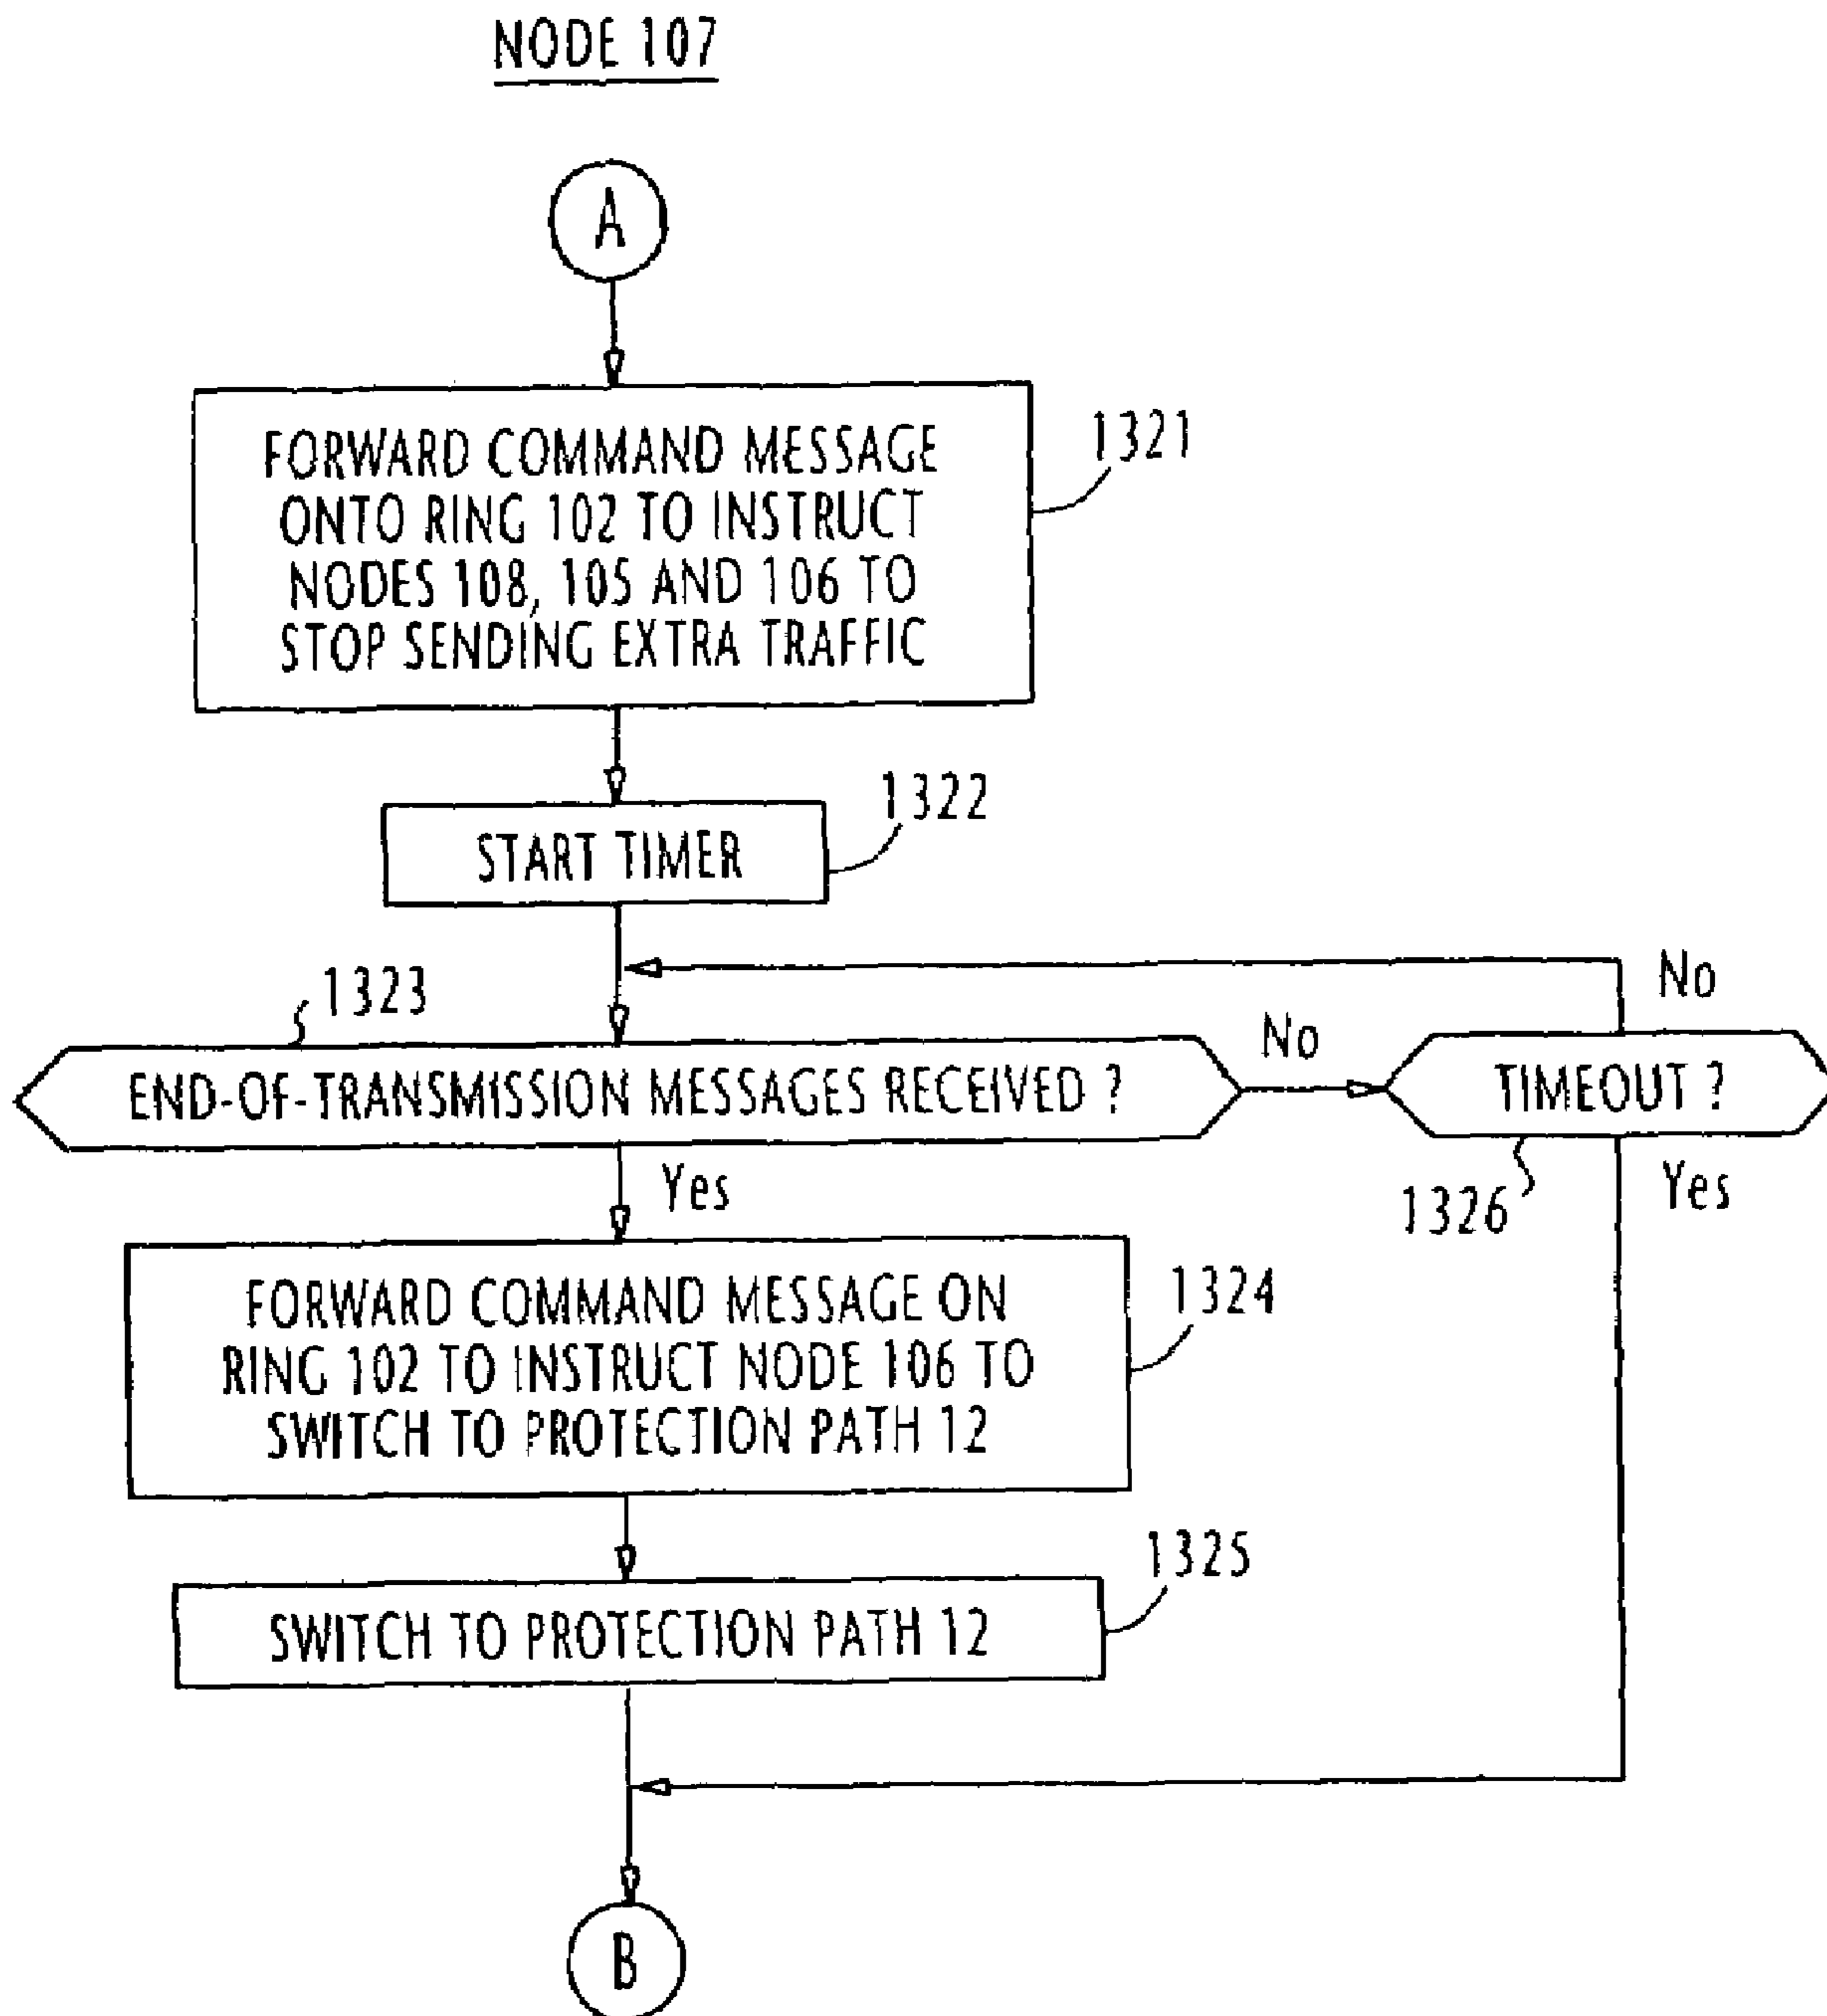 NODE 107
A
FORWARD COMMAND MESSAGE
ONTO RING 102 TO INSTRUCT
NODES 108, 105 AND 106 TO
STOP SENDING EXTRA TRAFFIC
1321
START TIMER
1322
1323
END-OF-TRANSMISSION MESSAGES RECEIVED ?
No
TIMEOUT ?
No
1326
Yes
Yes
FORWARD COMMAND MESSAGE ON
RING 102 TO INSTRUCT NODE 106 TO
SWITCH TO PROTECTION PATH 12
1324
SWITCH TO PROTECTION PATH 12
1325
B